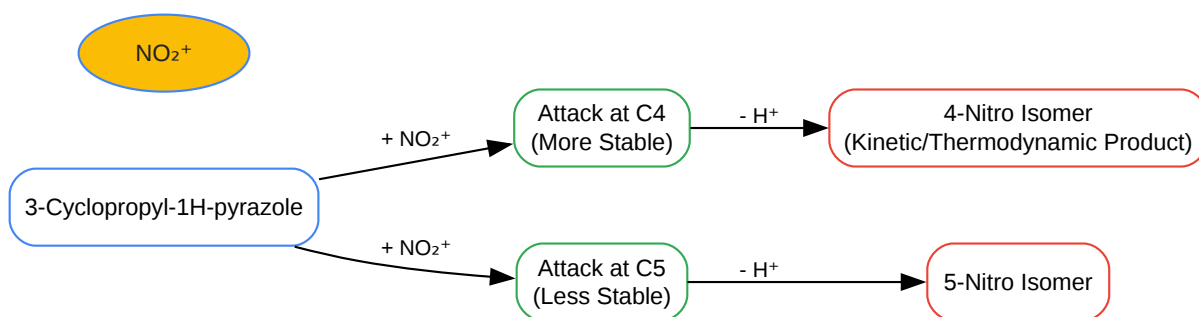 NO₂⁺
3-Cyclopropyl-1H-pyrazole
+ NO₂⁺
Attack at C4
(More Stable)
- H⁺
4-Nitro Isomer
(Kinetic/Thermodynamic Product)
+ NO₂⁺
Attack at C5
(Less Stable)
- H⁺
5-Nitro Isomer